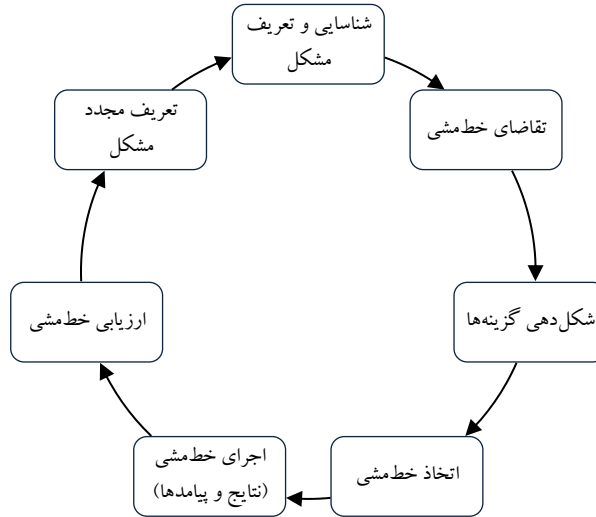 شناسایی و تعریف
مشکل
تقاضای خط‌مشی
شکل‌دهی گزینه‌ها
اتخاذ خط‌مشی
اجرای خط‌مشی
(نتایج و پیامدها)
ارزیابی خط‌مشی
تعریف مجدد
مشکل